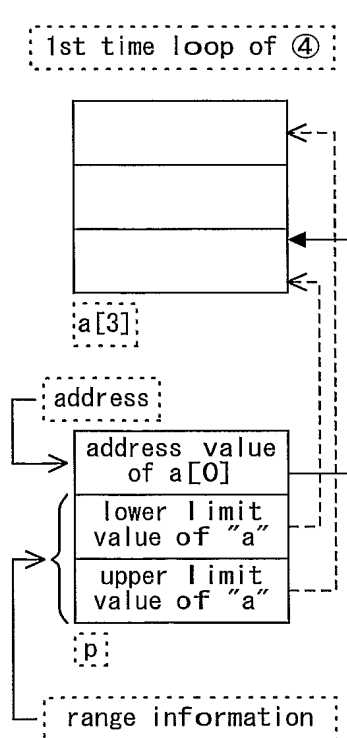 1st time loop of ④
a[3]
address
address value
of a[0]
lower limit
value of "a"
upper limit
value of "a"
p
range information